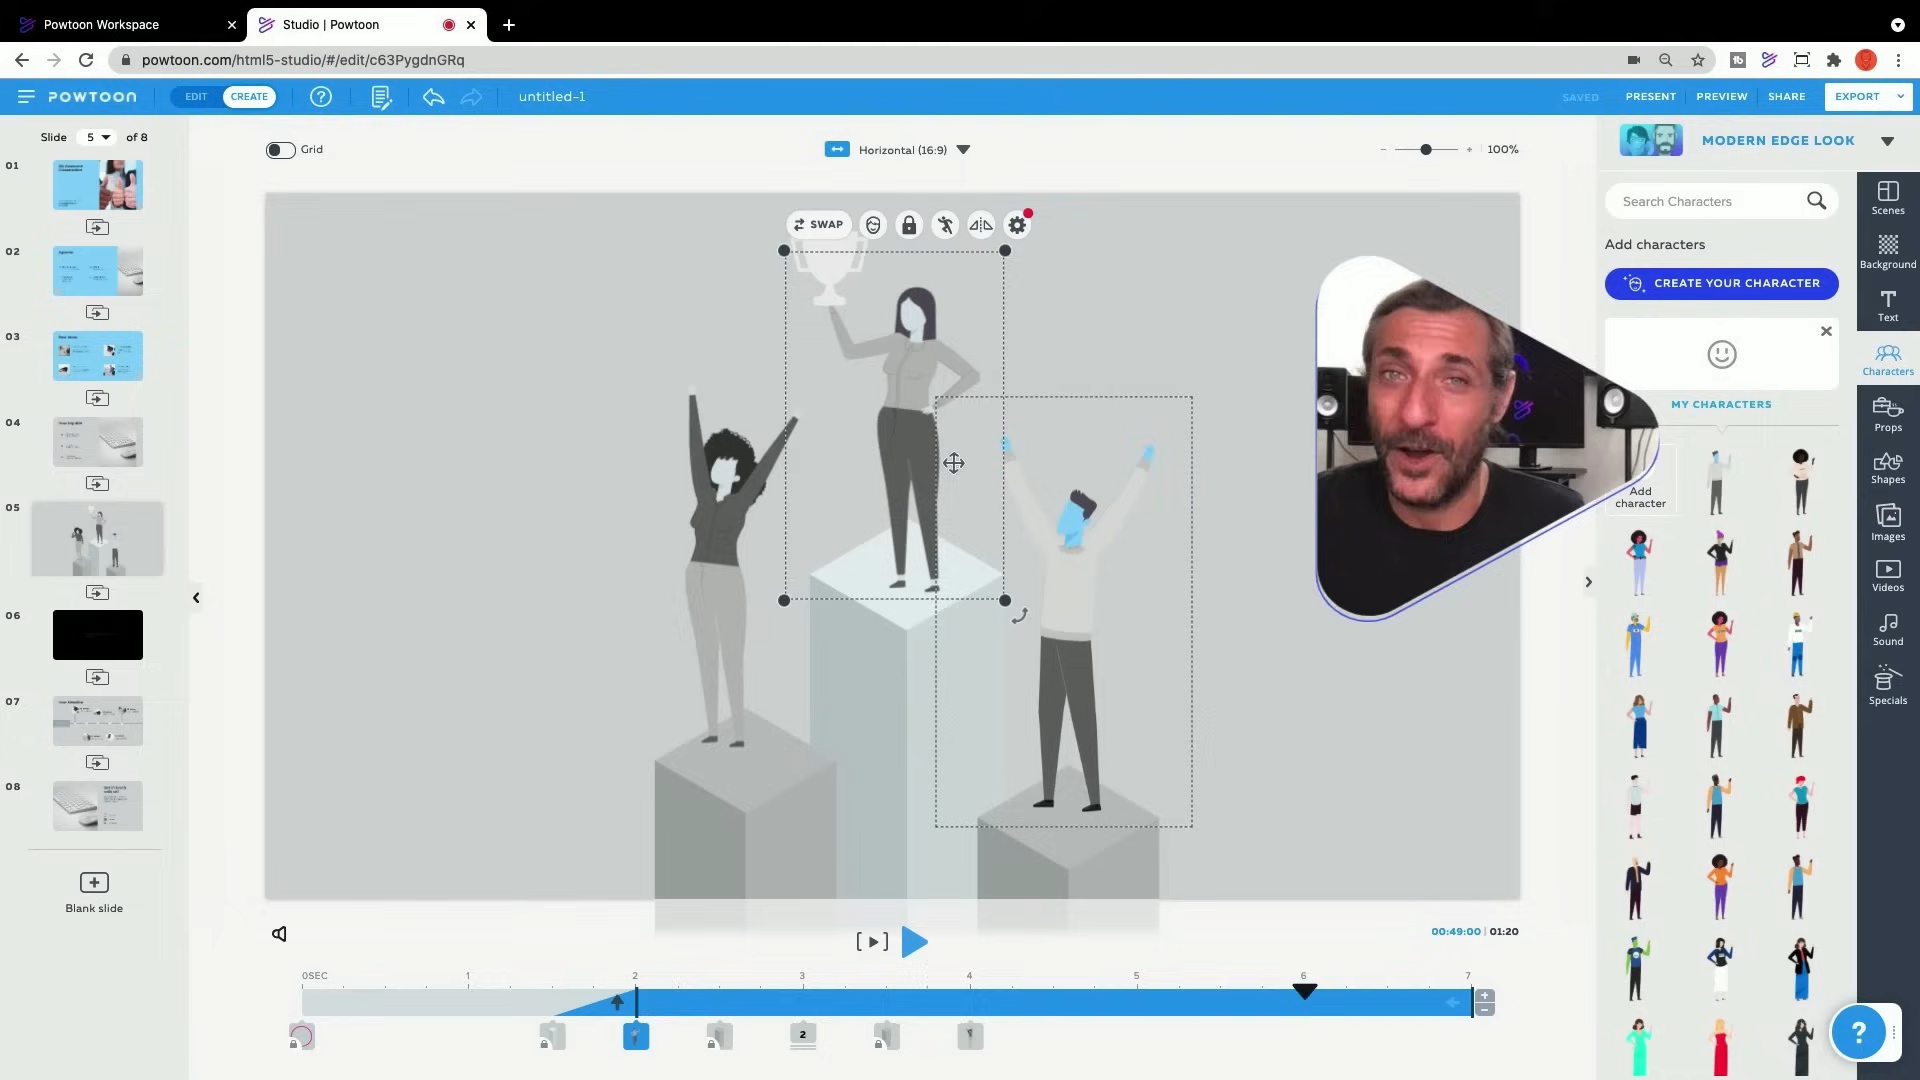 Powtoon Workspace
Studio | Powtoon
powtoon.com/html5-studio/#/edit/c63PygdnGRq
POWTOON
EDIT
CREATE
?
untitled-1
SAVED
PRESENT
PREVIEW
SHARE
EXPORT
Slide 5 of 8
Grid
Horizontal (16:9)
- + 100%
MODERN EDGE LOOK
Search Characters
Add characters
CREATE YOUR CHARACTER
MY CHARACTERS
Add
character
Scenes
Background
Text
Characters
Props
Shapes
Images
Videos
Sound
Specials
SWAP
01
02
03
04
05
06
07
08
Blank slide
00:49:00 | 01:20
0SEC 1 2 3 4 5 6 7
+
-
2
?